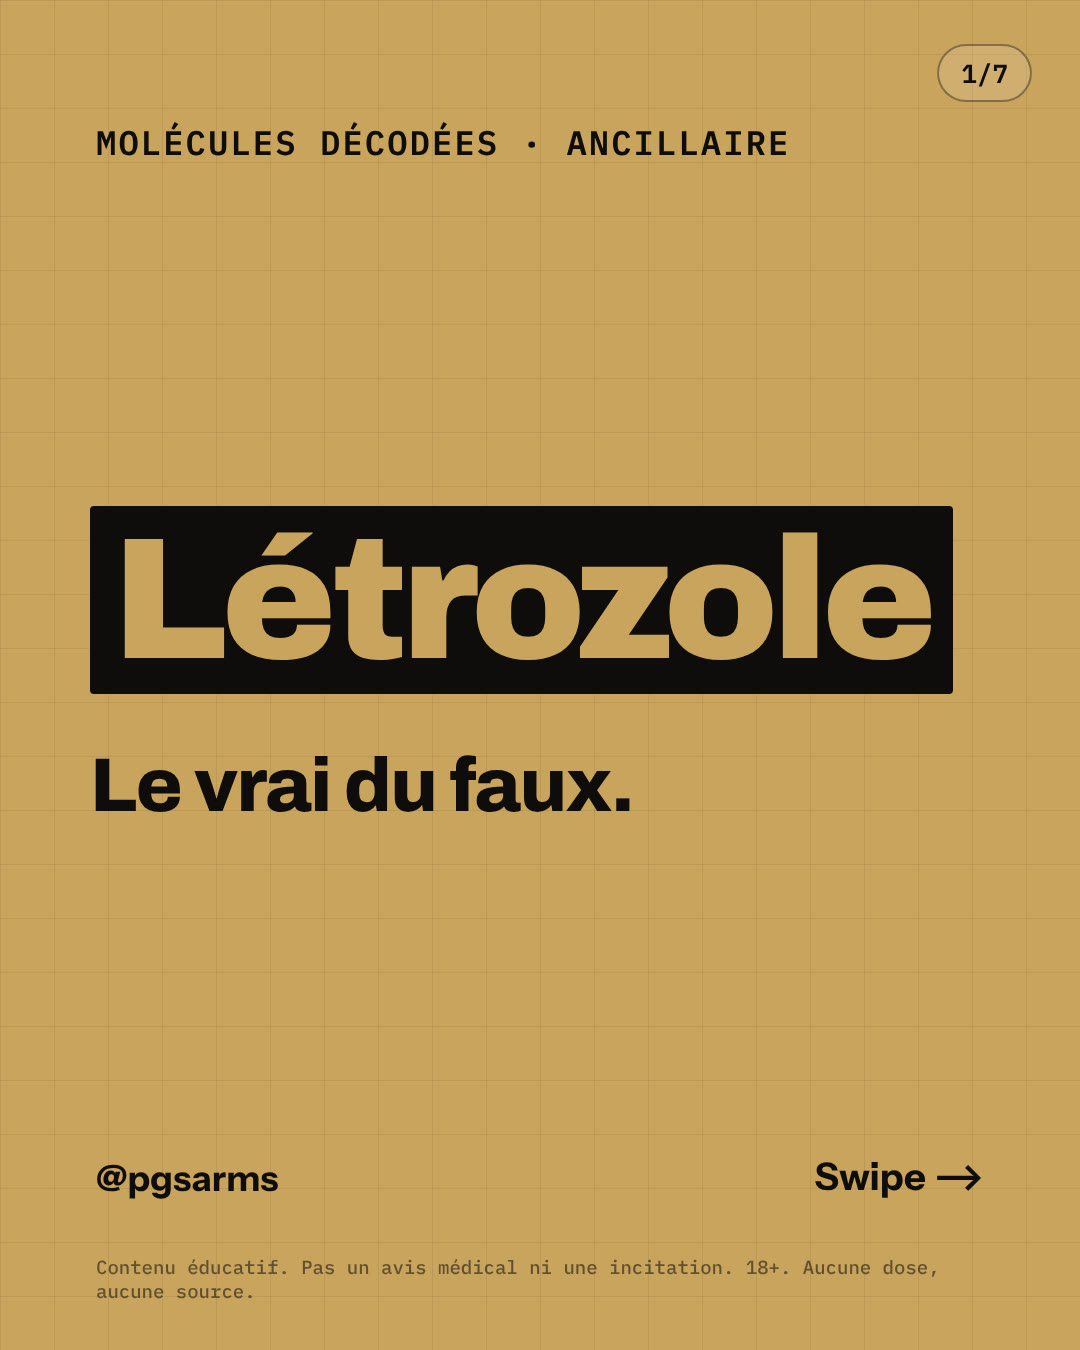 1/7
MOLÉCULES DÉCODÉES · ANCILLAIRE
Létrozole
Le vrai du faux.
@pgsarms
Swipe →
Contenu éducatif. Pas un avis médical ni une incitation. 18+. Aucune dose,
aucune source.